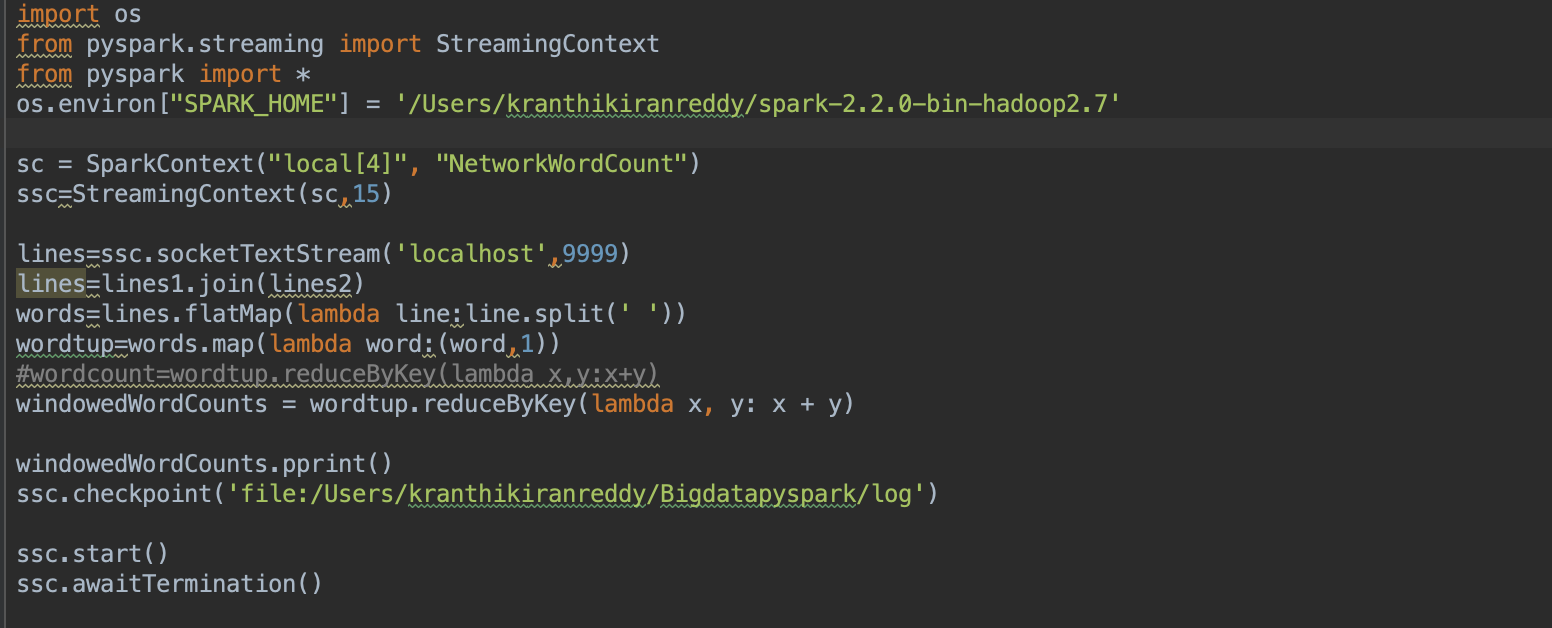 import os
from pyspark.streaming import StreamingContext
from pyspark import *
os.environ["SPARK_HOME"] = '/Users/kranthikiranreddy/spark-2.2.0-bin-hadoop2.7'
sc = SparkContext("local[4]", "NetworkWordCount")
ssc=StreamingContext(sc,15)
lines=ssc.socketTextStream('localhost',9999)
lines=lines1.join(lines2)
words=lines.flatMap(lambda line:line.split(' '))
wordtup=words.map(lambda word:(word,1))
#wordcount=wordtup.reduceByKey(lambda x,y:x+y)
windowedWordCounts = wordtup.reduceByKey(lambda x, y: x + y)
windowedWordCounts.pprint()
ssc.checkpoint('file:/Users/kranthikiranreddy/Bigdatapyspark/log')
ssc.start()
ssc.awaitTermination()